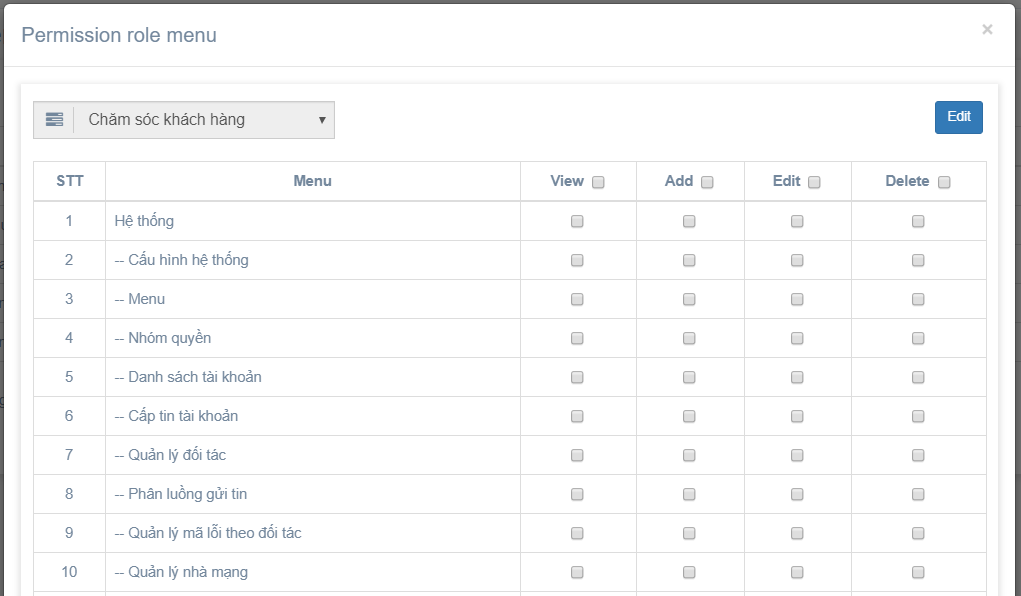 Permission role menu ×
Chăm sóc khách hàng
Edit
STT Menu View Add Edit Delete
1 Hệ thống
2 -- Cấu hình hệ thống
3 -- Menu
4 -- Nhóm quyền
5 -- Danh sách tài khoản
6 -- Cấp tin tài khoản
7 -- Quản lý đối tác
8 -- Phân luồng gửi tin
9 -- Quản lý mã lỗi theo đối tác
10 -- Quản lý nhà mạng